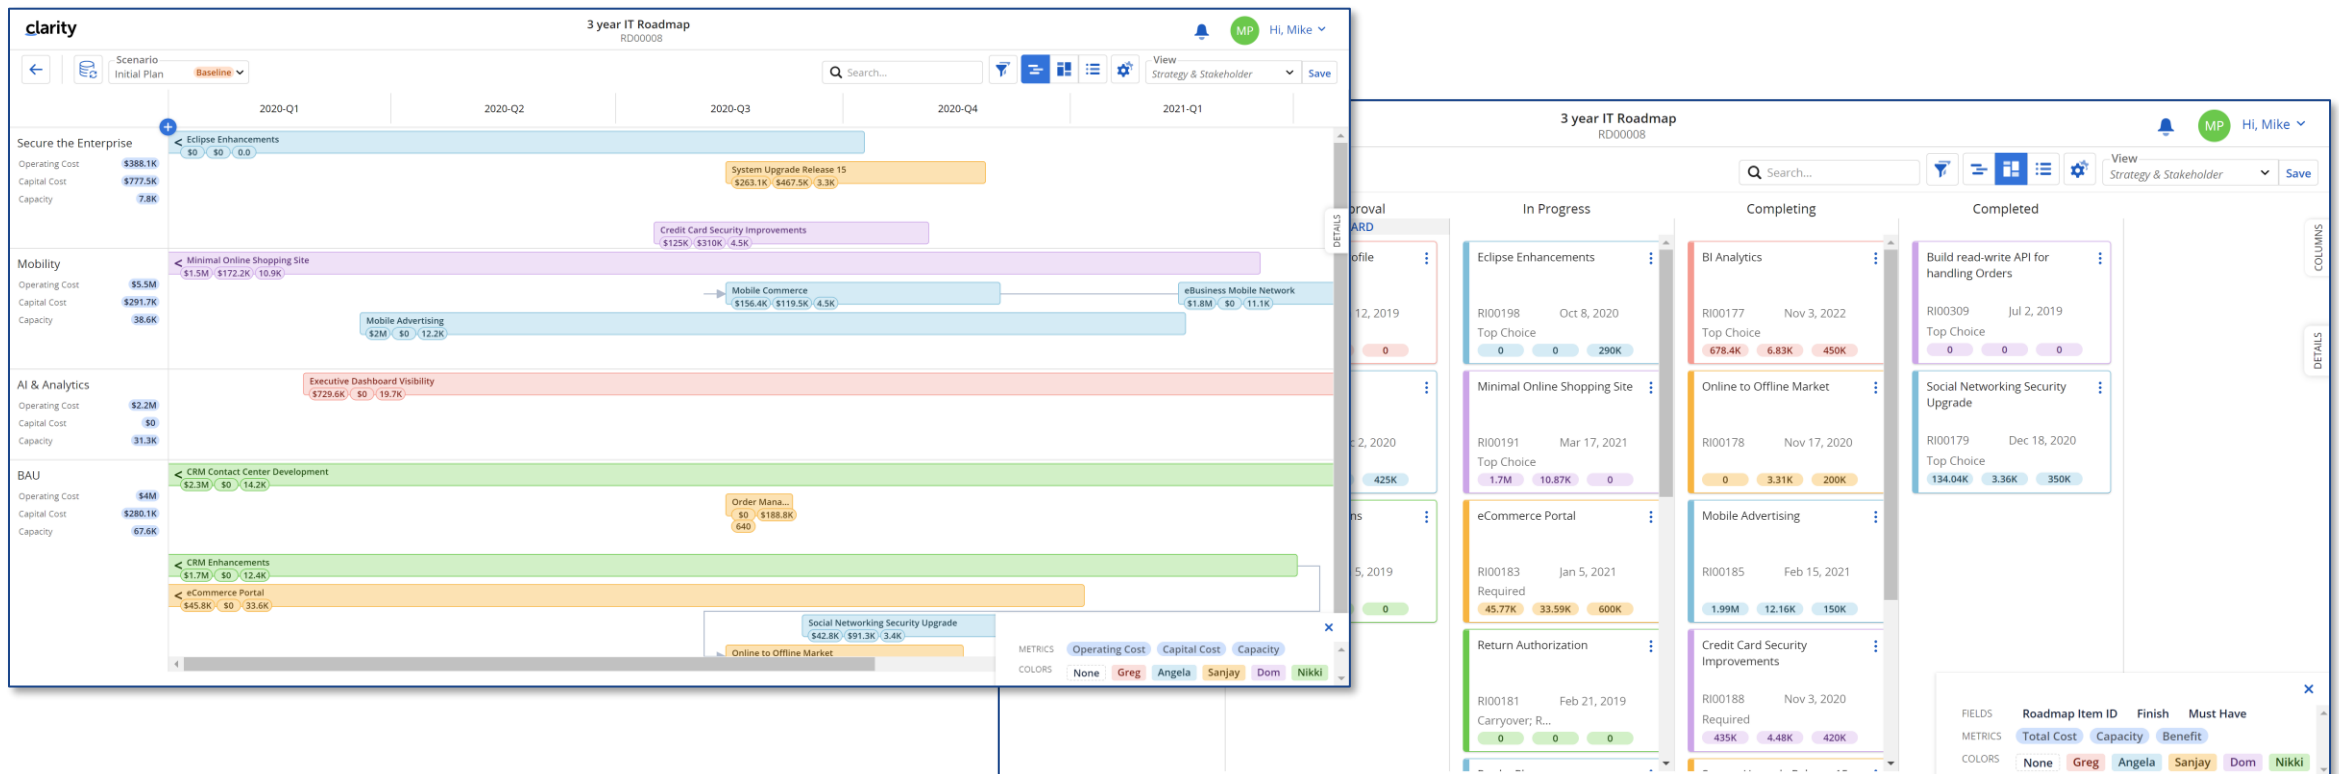 clarity
3 year IT Roadmap
RD00008
MP
Hi, Mike
Scenario
Initial Plan
Baseline
Search...
View
Strategy & Stakeholder
Save
2020-Q1
2020-Q2
2020-Q3
2020-Q4
2021-Q1
Secure the Enterprise
Operating Cost $388.1K
Capital Cost $777.5K
Capacity 7.8K
Eclipse Enhancements
$0 $0 0.0
System Upgrade Release 15
$263.1K $467.5K 3.3K
Credit Card Security Improvements
$125K $310K 4.5K
DETAILS
Mobility
Operating Cost $5.5M
Capital Cost $291.7K
Capacity 38.6K
Minimal Online Shopping Site
$1.5M $172.2K 10.9K
Mobile Commerce
$156.4K $119.5K 4.5K
eBusiness Mobile Network
$1.8M $0 11.1K
Mobile Advertising
$2M $0 12.2K
AI & Analytics
Operating Cost $2.2M
Capital Cost $0
Capacity 31.3K
Executive Dashboard Visibility
$729.6K $0 19.7K
BAU
Operating Cost $4M
Capital Cost $280.1K
Capacity 67.6K
CRM Contact Center Development
$2.3M $0 14.2K
Order Mana...
$0 $188.8K
640
CRM Enhancements
$1.7M $0 12.4K
eCommerce Portal
$45.8K $0 33.6K
Social Networking Security Upgrade
$42.8K $91.3K 3.4K
Online to Offline Market
METRICS Operating Cost Capital Cost Capacity
COLORS None Greg Angela Sanjay Dom Nikki
3 year IT Roadmap
RD00008
MP
Hi, Mike
Search...
View
Strategy & Stakeholder
Save
roval
ARD
ofile
12, 2019
0
2, 2020
425K
ns
5, 2019
0
In Progress
Eclipse Enhancements
RI00198 Oct 8, 2020
Top Choice
0 0 290K
Minimal Online Shopping Site
RI00191 Mar 17, 2021
Top Choice
1.7M 10.87K 0
eCommerce Portal
RI00183 Jan 5, 2021
Required
45.77K 33.59K 600K
Return Authorization
RI00181 Feb 21, 2019
Carryover; R...
0 0 0
Completing
BI Analytics
RI00177 Nov 3, 2022
Top Choice
678.4K 6.83K 450K
Online to Offline Market
RI00178 Nov 17, 2020
0 3.31K 200K
Mobile Advertising
RI00185 Feb 15, 2021
1.99M 12.16K 150K
Credit Card Security
Improvements
RI00188 Nov 3, 2020
Required
435K 4.48K 420K
Completed
Build read-write API for
handling Orders
RI00309 Jul 2, 2019
Top Choice
0 0 0
Social Networking Security
Upgrade
RI00179 Dec 18, 2020
Top Choice
134.04K 3.36K 350K
COLUMNS
DETAILS
FIELDS Roadmap Item ID Finish Must Have
METRICS Total Cost Capacity Benefit
COLORS None Greg Angela Sanjay Dom Nikki